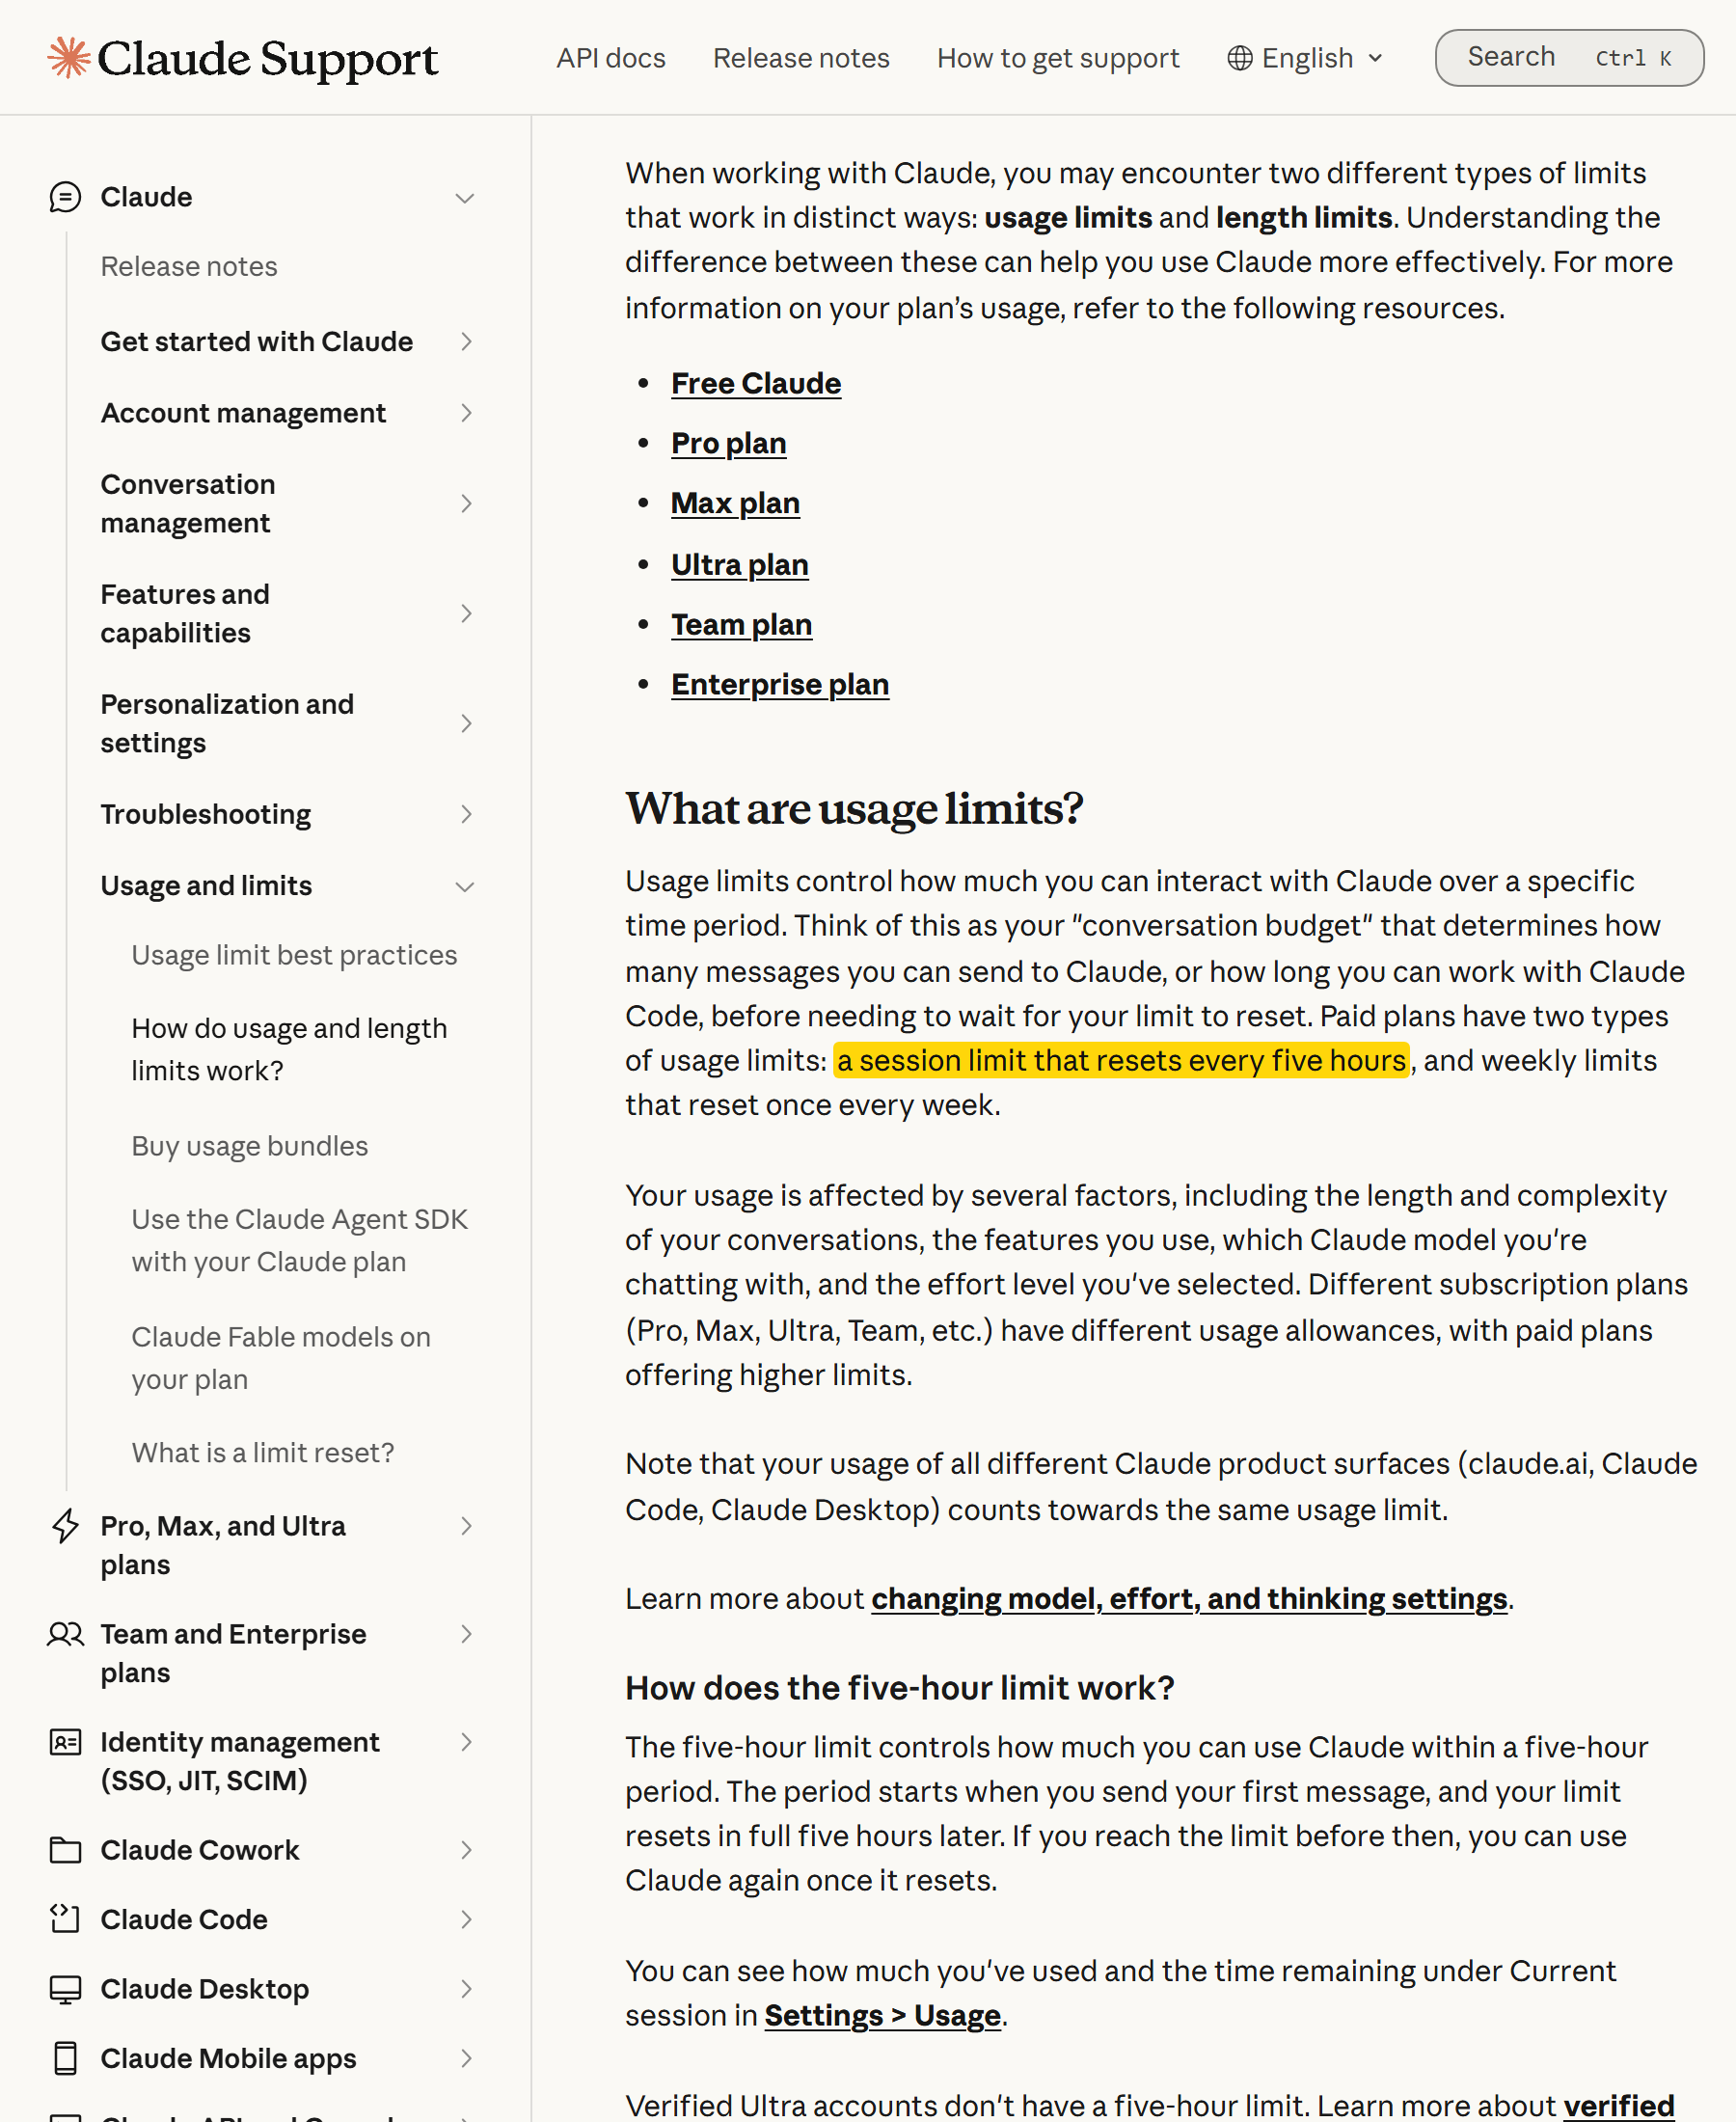 Claude Support
API docs
Release notes
How to get support
English
Search Ctrl K
Claude
Release notes
Get started with Claude
Account management
Conversation
management
Features and
capabilities
Personalization and
settings
Troubleshooting
Usage and limits
Usage limit best practices
How do usage and length
limits work?
Buy usage bundles
Use the Claude Agent SDK
with your Claude plan
Claude Fable models on
your plan
What is a limit reset?
Pro, Max, and Ultra
plans
Team and Enterprise
plans
Identity management
(SSO, JIT, SCIM)
Claude Cowork
Claude Code
Claude Desktop
Claude Mobile apps
When working with Claude, you may encounter two different types of limits
that work in distinct ways: usage limits and length limits. Understanding the
difference between these can help you use Claude more effectively. For more
information on your plan’s usage, refer to the following resources.
• Free Claude
• Pro plan
• Max plan
• Ultra plan
• Team plan
• Enterprise plan
What are usage limits?
Usage limits control how much you can interact with Claude over a specific
time period. Think of this as your "conversation budget" that determines how
many messages you can send to Claude, or how long you can work with Claude
Code, before needing to wait for your limit to reset. Paid plans have two types
of usage limits: a session limit that resets every five hours, and weekly limits
that reset once every week.
Your usage is affected by several factors, including the length and complexity
of your conversations, the features you use, which Claude model you're
chatting with, and the effort level you've selected. Different subscription plans
(Pro, Max, Ultra, Team, etc.) have different usage allowances, with paid plans
offering higher limits.
Note that your usage of all different Claude product surfaces (claude.ai, Claude
Code, Claude Desktop) counts towards the same usage limit.
Learn more about changing model, effort, and thinking settings.
How does the five-hour limit work?
The five-hour limit controls how much you can use Claude within a five-hour
period. The period starts when you send your first message, and your limit
resets in full five hours later. If you reach the limit before then, you can use
Claude again once it resets.
You can see how much you've used and the time remaining under Current
session in Settings > Usage.
Verified Ultra accounts don't have a five-hour limit. Learn more about verified